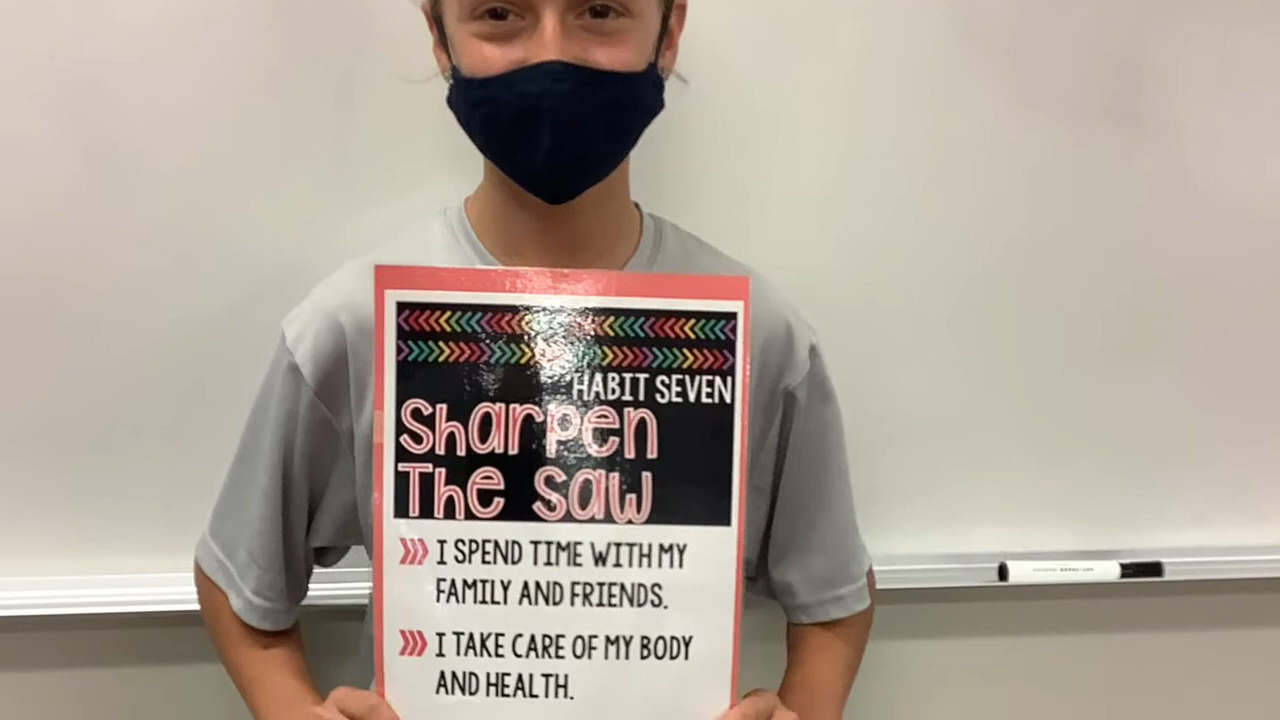 HABIT SEVEN
Sharpen
The Saw
I SPEND TIME WITH MY
FAMILY AND FRIENDS.
I TAKE CARE OF MY BODY
AND HEALTH.